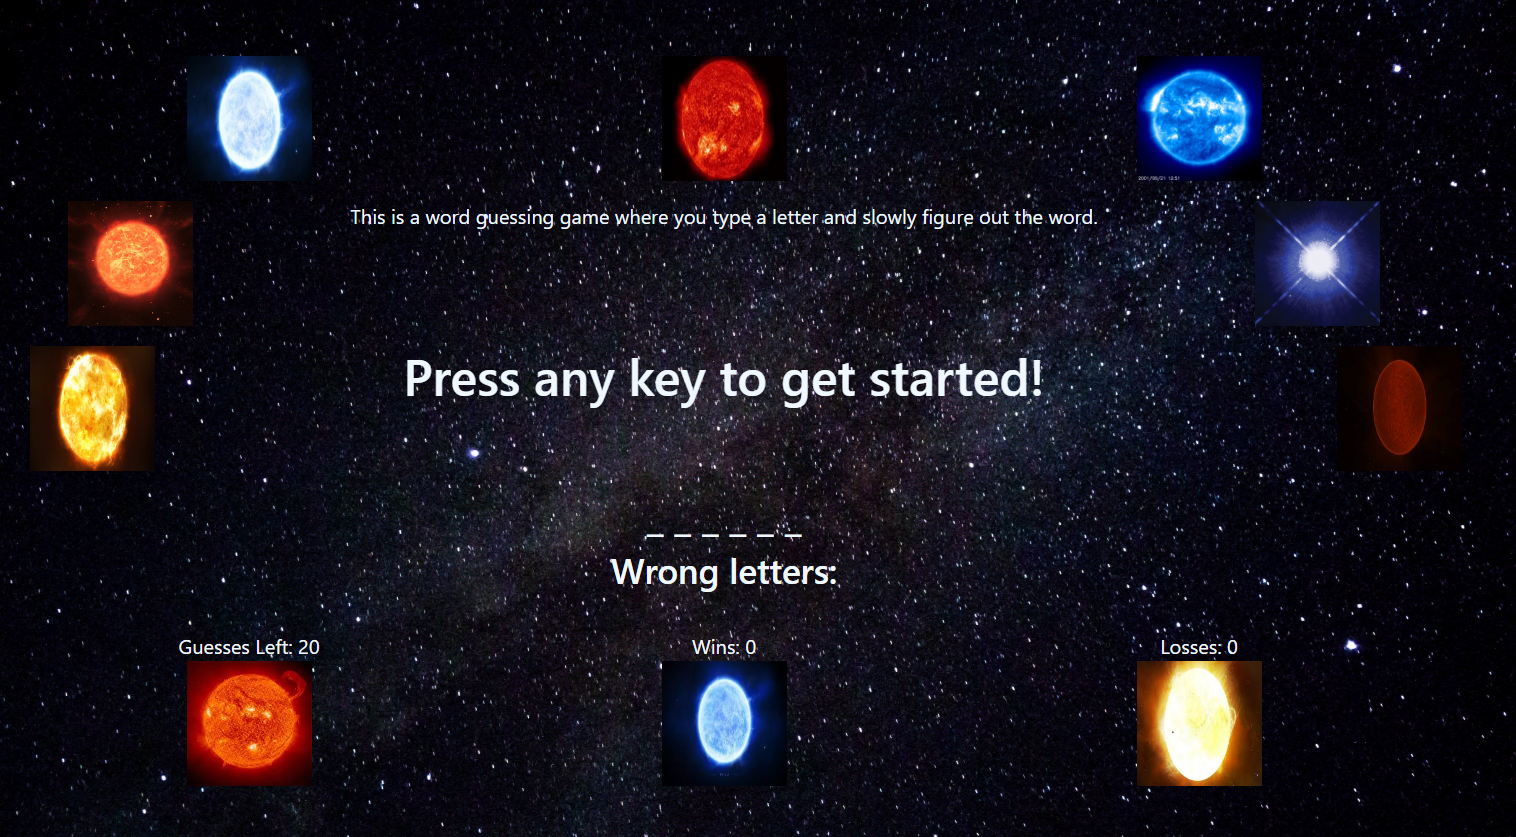 This is a word guessing game where you type a letter and slowly figure out the word.
Press any key to get started!
_ _ _ _ _ _
Wrong letters:
Guesses Left: 20
Wins: 0
Losses: 0